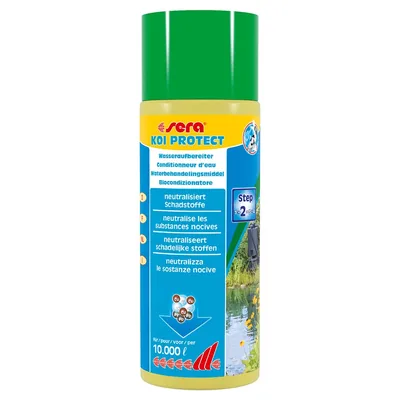 sera
KOI PROTECT
Wasseraufbereiter
Conditionneur d'eau
Waterbehandelingsmiddel
Biocondizionatore
neutralisiert
Schadstoffe
neutralise les
substances nocives
neutraliseert
schadelijke stoffen
neutralizza
le sostanze nocive
Step
2
für / pour / voor / per
10.000 ℓ